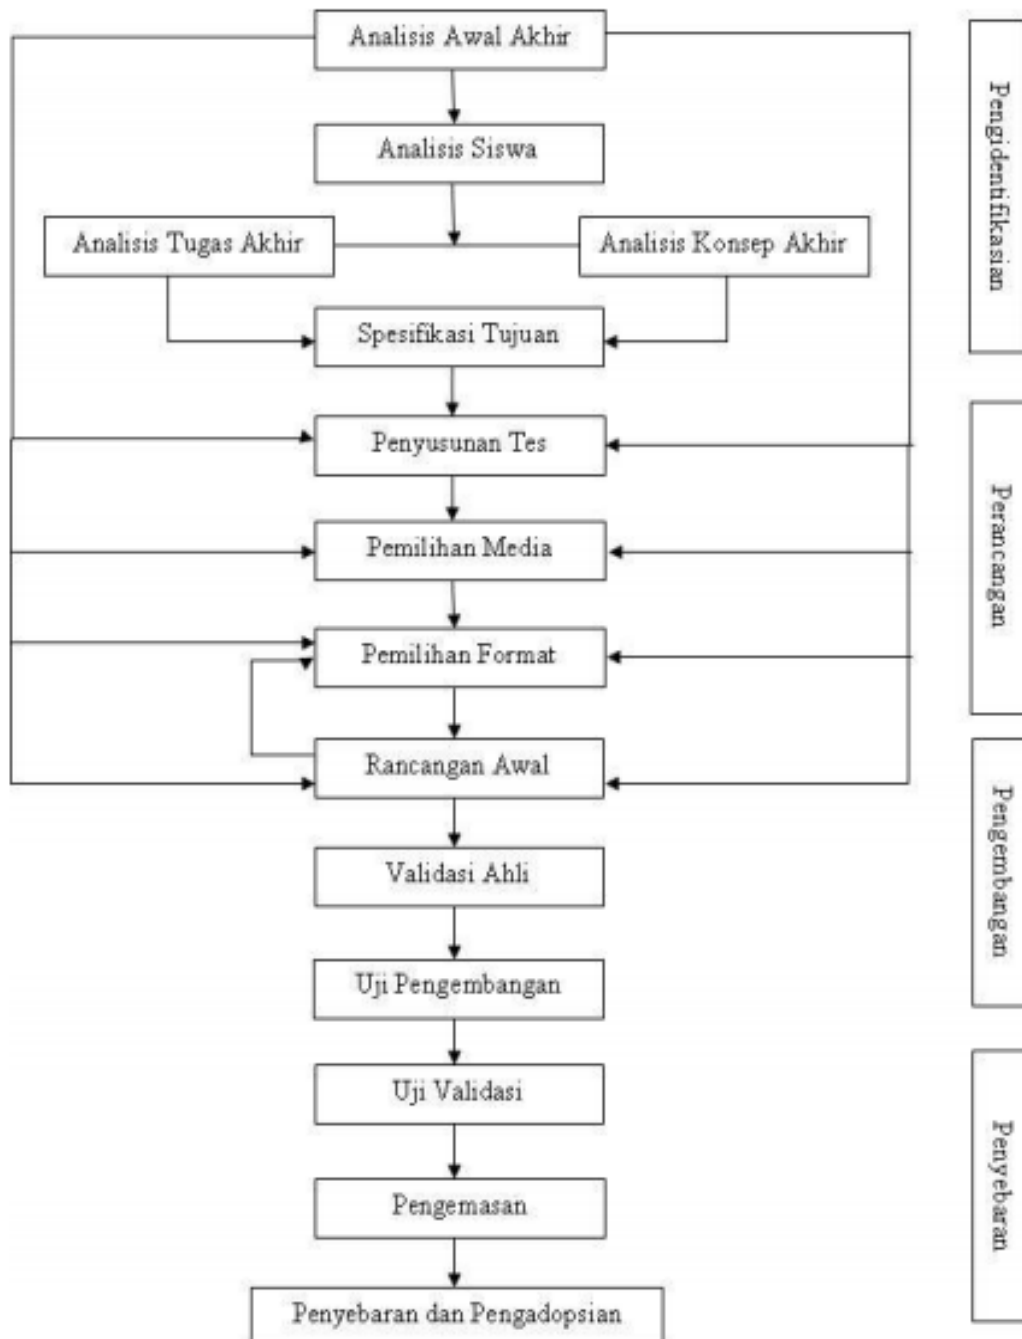 Analisis Awal Akhir
Analisis Siswa
Analisis Tugas Akhir
Analisis Konsep Akhir
Spesifikasi Tujuan
Penyusunan Tes
Pemilihan Media
Pemilihan Format
Rancangan Awal
Validasi Ahli
Uji Pengembangan
Uji Validasi
Pengemasan
Penyebaran dan Pengadopsian
Pengidentifikasian
Perancangan
Pengembangan
Penyebaran